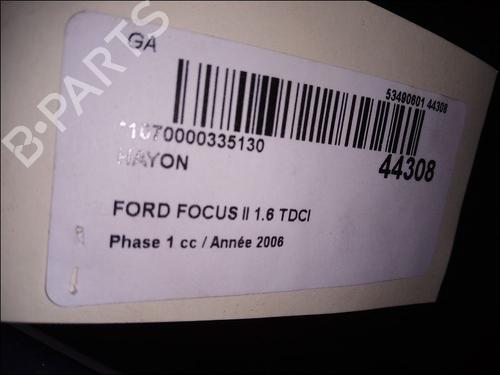 GA
53490801 44308
*1070000335130
44308
HAYON
FORD FOCUS II 1.6 TDCI
Phase 1 cc / Année 2006
B-PARTS